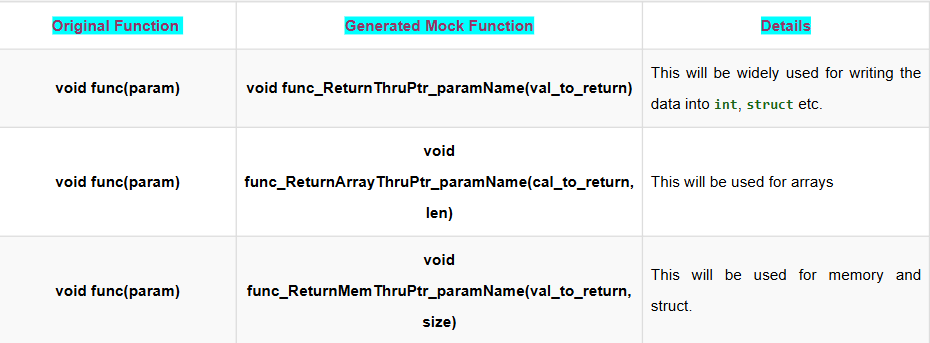 Original Function
Generated Mock Function
Details
void func(param)
void func_ReturnThruPtr_paramName(val_to_return)
This will be widely used for writing the
data into int, struct etc.
void func(param)
void
func_ReturnArrayThruPtr_paramName(cal_to_return,
len)
This will be used for arrays
void func(param)
void
func_ReturnMemThruPtr_paramName(val_to_return,
size)
This will be used for memory and
struct.